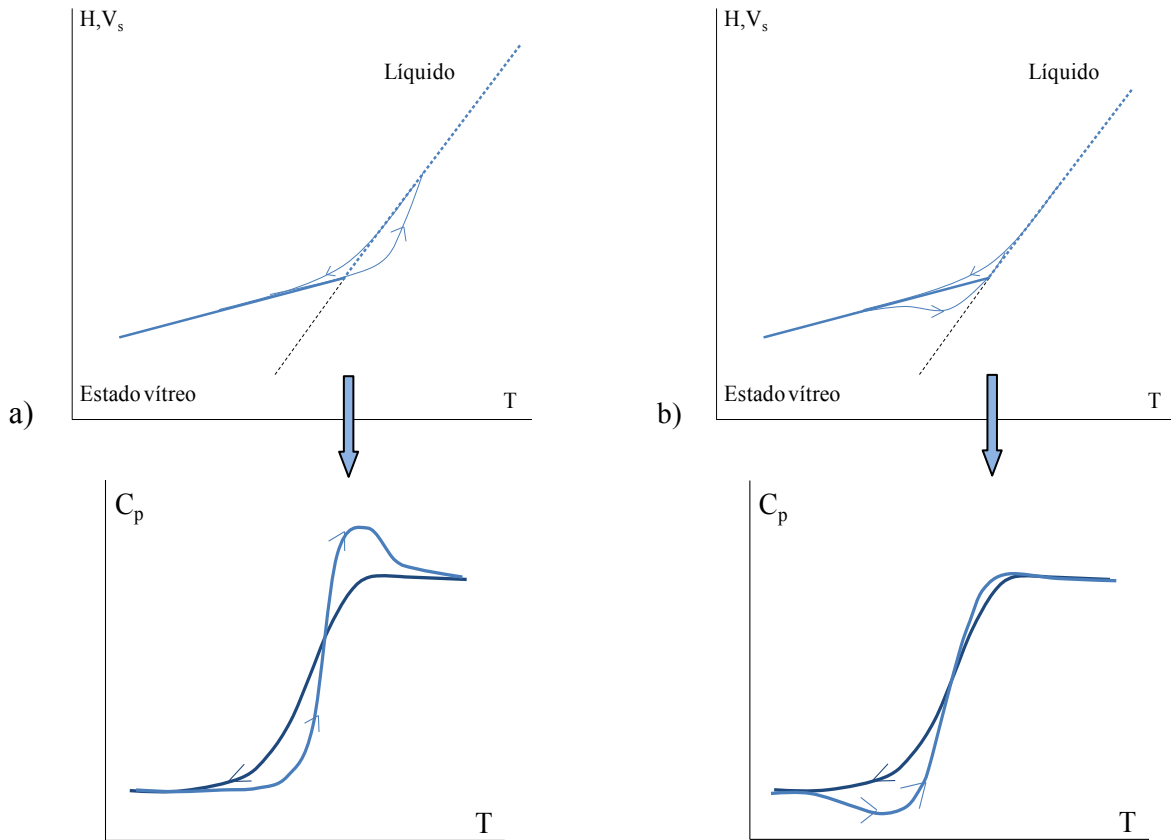 H,Vs
Líquido
Estado vítreo
T
a)
Cp
T
H,Vs
Líquido
Estado vítreo
T
b)
Cp
T